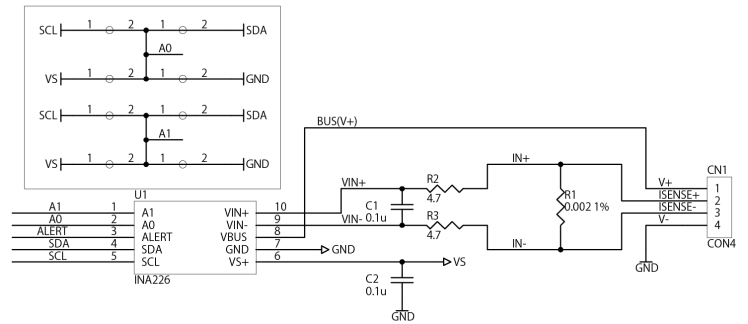 SCL 1 2 1 2 SDA
A0
VS 1 2 1 2 GND
SCL 1 2 1 2 SDA
A1
VS 1 2 1 2 GND
BUS(V+)
U1
A1 1 A1 VIN+ 10 VIN+
A0 2 A0 VIN- 9 VIN-
ALERT 3 ALERT VBUS 8
SDA 4 SDA GND 7 GND
SCL 5 SCL VS+ 6 VS
INA226
C1
0.1u
R2
4.7
R3
4.7
C2
0.1u
GND
IN+
R1
0.002 1%
IN-
CN1
V+ 1
ISENSE+ 2
ISENSE- 3
V- 4
CON4
GND